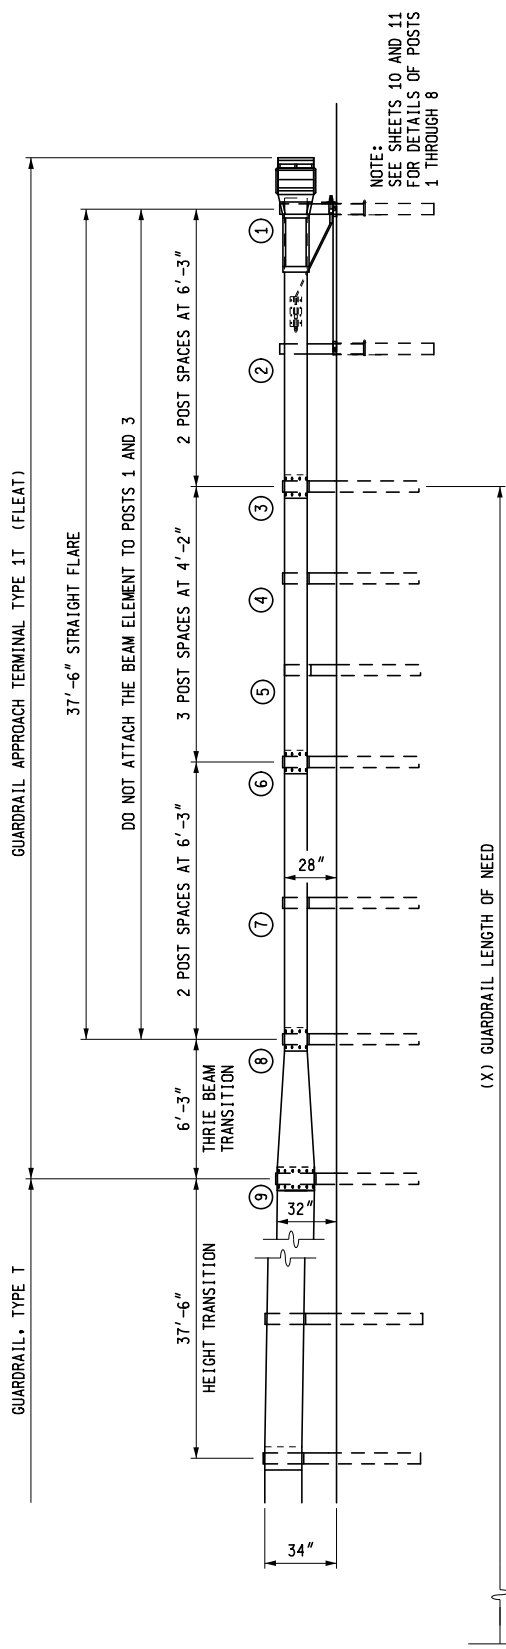 GUARDRAIL, TYPE T
GUARDRAIL APPROACH TERMINAL TYPE 1T (FLEAT)
37'-6" STRAIGHT FLARE
DO NOT ATTACH THE BEAM ELEMENT TO POSTS 1 AND 3
37'-6"
HEIGHT TRANSITION
6'-3"
THRIE BEAM
TRANSITION
2 POST SPACES AT 6'-3"
3 POST SPACES AT 4'-2"
2 POST SPACES AT 6'-3"
9
8
7
6
5
4
3
2
1
34"
32"
28"
NOTE:
SEE SHEETS 10 AND 11
FOR DETAILS OF POSTS
1 THROUGH 8
(X) GUARDRAIL LENGTH OF NEED